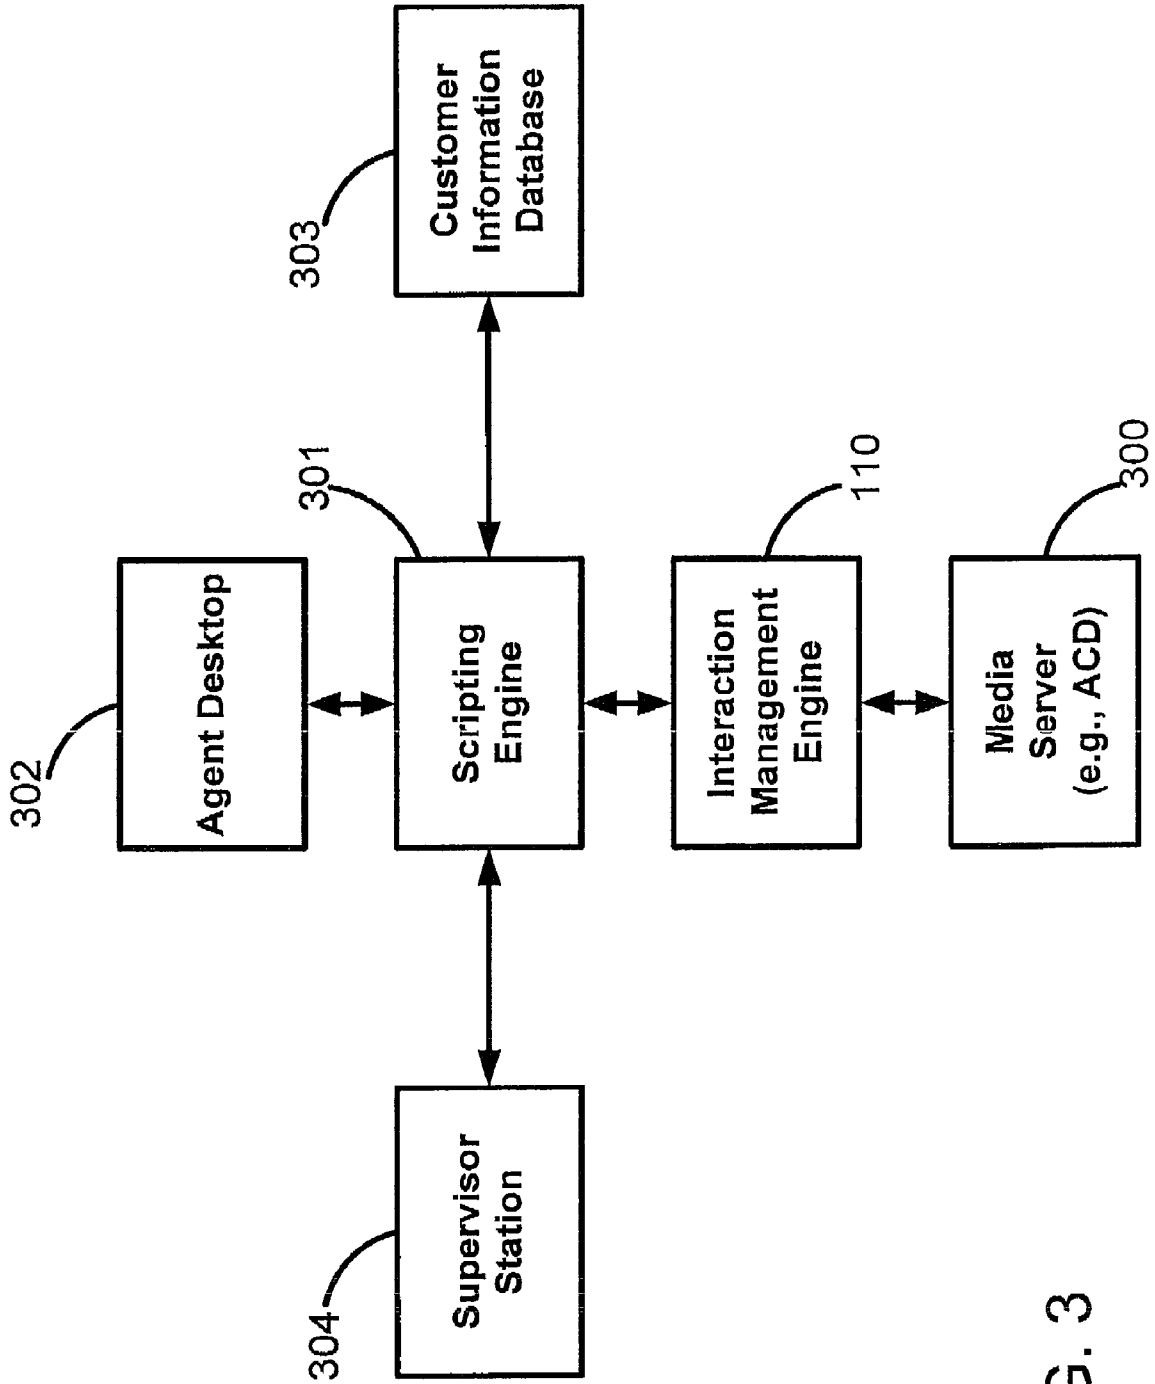 302
Agent Desktop
304
Supervisor
Station
301
Scripting
Engine
303
Customer
Information
Database
110
Interaction
Management
Engine
300
Media
Server
(e.g., ACD)
G. 3